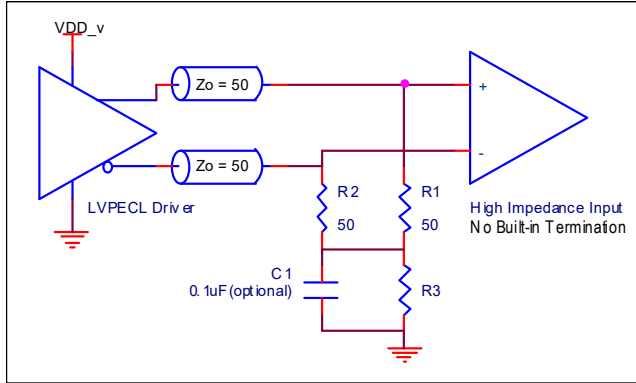 VDD_v
Zo = 50
+
Zo = 50
-
LVPECL Driver
R2
50
R1
50
High Impedance Input
No Built-in Termination
C1
0.1uF(optional)
R3